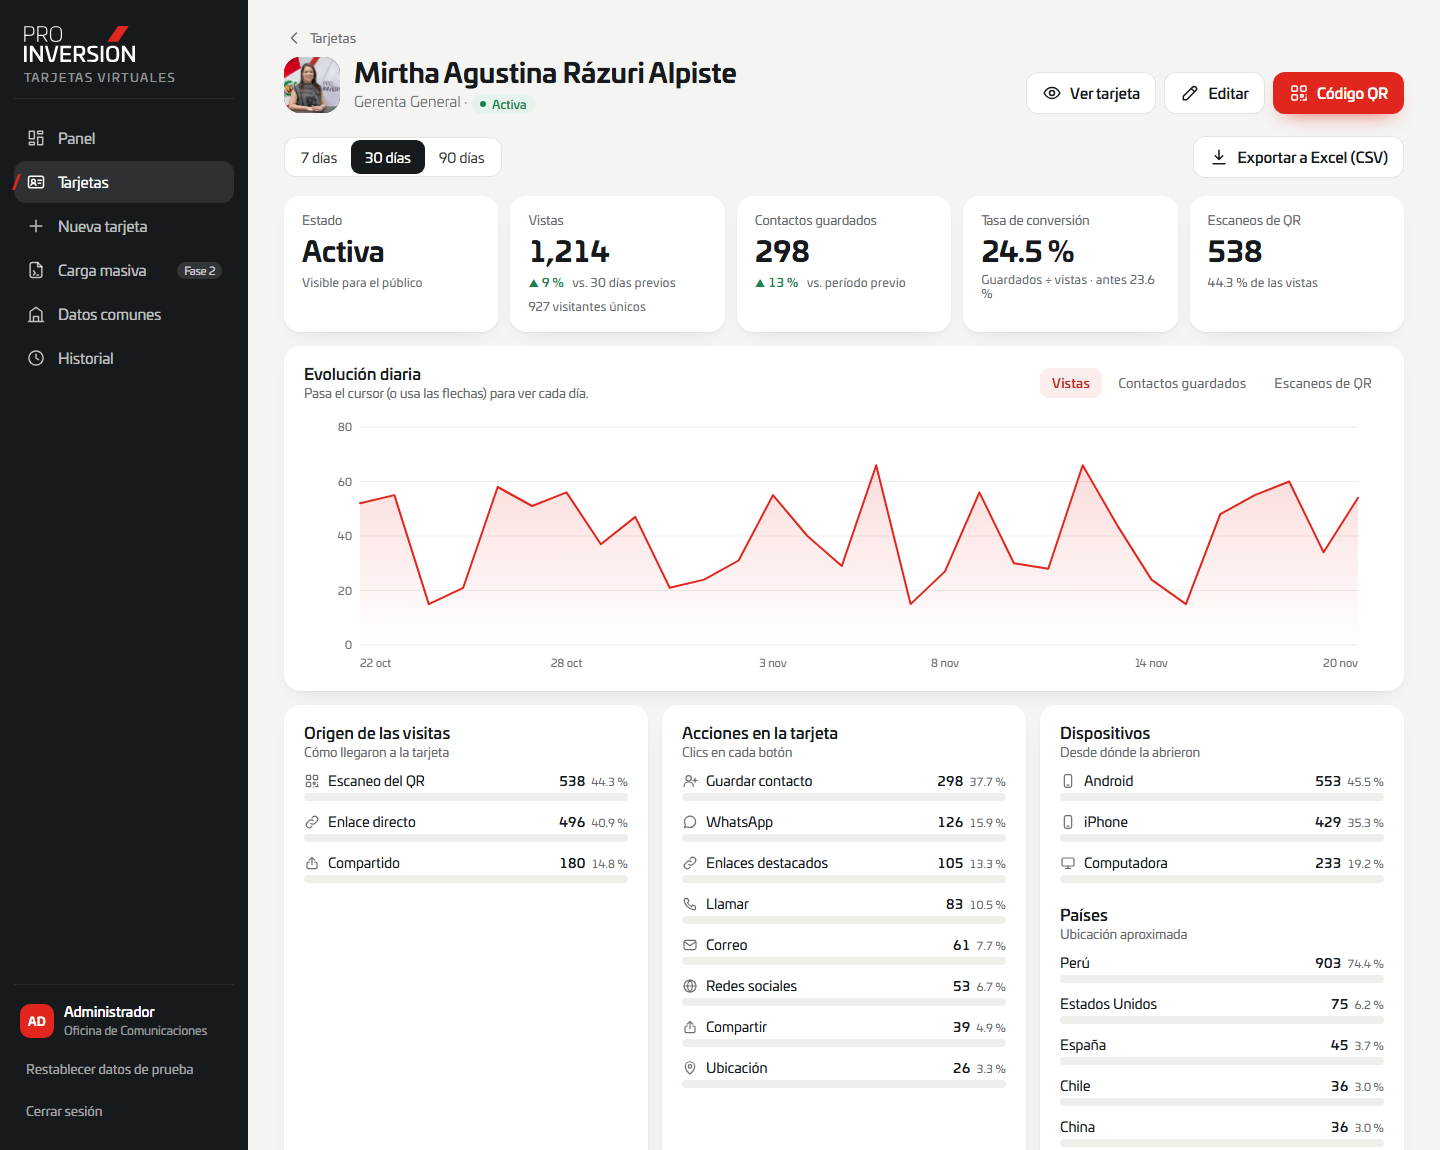 PRO
INVERSIÓN
TARJETAS VIRTUALES
Panel
Tarjetas
Nueva tarjeta
Carga masiva Fase 2
Datos comunes
Historial
AD
Administrador
Oficina de Comunicaciones
Restablecer datos de prueba
Cerrar sesión
Tarjetas
Mirtha Agustina Rázuri Alpiste
Gerenta General · Activa
Ver tarjeta
Editar
Código QR
7 días 30 días 90 días
Exportar a Excel (CSV)
Estado
Activa
Visible para el público
Vistas
1,214
▲ 9 % vs. 30 días previos
927 visitantes únicos
Contactos guardados
298
▲ 13 % vs. período previo
Tasa de conversión
24.5 %
Guardados ÷ vistas · antes 23.6
%
Escaneos de QR
538
44.3 % de las vistas
Evolución diaria
Pasa el cursor (o usa las flechas) para ver cada día.
Vistas Contactos guardados Escaneos de QR
80
60
40
20
0
22 oct 28 oct 3 nov 8 nov 14 nov 20 nov
Origen de las visitas
Cómo llegaron a la tarjeta
Escaneo del QR 538 44.3 %
Enlace directo 496 40.9 %
Compartido 180 14.8 %
Acciones en la tarjeta
Clics en cada botón
Guardar contacto 298 37.7 %
WhatsApp 126 15.9 %
Enlaces destacados 105 13.3 %
Llamar 83 10.5 %
Correo 61 7.7 %
Redes sociales 53 6.7 %
Compartir 39 4.9 %
Ubicación 26 3.3 %
Dispositivos
Desde dónde la abrieron
Android 553 45.5 %
iPhone 429 35.3 %
Computadora 233 19.2 %
Países
Ubicación aproximada
Perú 903 74.4 %
Estados Unidos 75 6.2 %
España 45 3.7 %
Chile 36 3.0 %
China 36 3.0 %